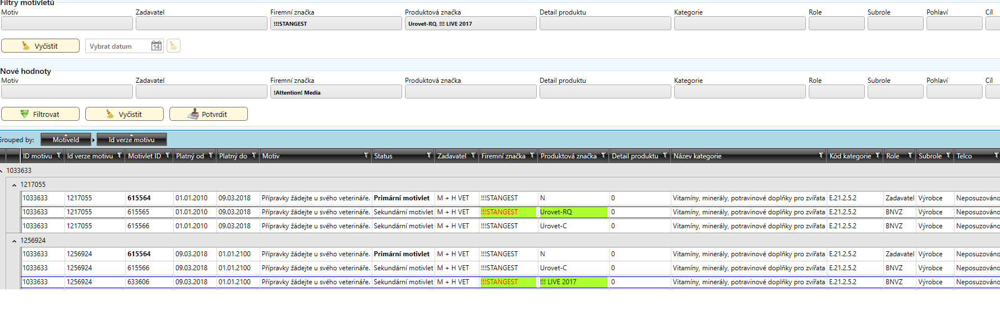 Filtry motivletů
Motiv Zadavatel Firemní značka Produktová značka Detail produktu Kategorie Role Subrole Pohlaví Cíl
!!!STANGEST Urovet-RQ, !!! LIVE 2017
Vyčistit Vybrat datum 14
Nové hodnoty
Motiv Zadavatel Firemní značka Produktová značka Detail produktu Kategorie Role Subrole Pohlaví Cíl
!Attention! Media
Filtrovat Vyčistit Potvrdit
Grouped by: MotiveId Id verze motivu
ID motivu Id verze motivu Motivlet ID Platný od Platný do Motiv Status Zadavatel Firemní značka Produktová značka Detail produktu Název kategorie Kód kategorie Role Subrole Telco
1033633
1217055
1033633 1217055 615564 01.01.2010 09.03.2018 Přípravky žádejte u svého veterináře. Primární motivlet M + H VET !!!STANGEST N 0 Vitamíny, minerály, potravinové doplňky pro zvířata E.21.2.5.2 Zadavatel Výrobce Neposuzováno
1033633 1217055 615565 01.01.2010 09.03.2018 Přípravky žádejte u svého veterináře. Sekundární motivlet M + H VET !!!STANGEST Urovet-RQ 0 Vitamíny, minerály, potravinové doplňky pro zvířata E.21.2.5.2 BNVZ Výrobce Neposuzováno
1033633 1217055 615566 01.01.2010 09.03.2018 Přípravky žádejte u svého veterináře. Sekundární motivlet M + H VET !!!STANGEST Urovet-C 0 Vitamíny, minerály, potravinové doplňky pro zvířata E.21.2.5.2 BNVZ Výrobce Neposuzováno
1256924
1033633 1256924 615564 09.03.2018 01.01.2100 Přípravky žádejte u svého veterináře. Primární motivlet M + H VET !!!STANGEST N 0 Vitamíny, minerály, potravinové doplňky pro zvířata E.21.2.5.2 Zadavatel Výrobce Neposuzováno
1033633 1256924 615566 09.03.2018 01.01.2100 Přípravky žádejte u svého veterináře. Sekundární motivlet M + H VET !!!STANGEST Urovet-C 0 Vitamíny, minerály, potravinové doplňky pro zvířata E.21.2.5.2 BNVZ Výrobce Neposuzováno
1033633 1256924 633606 09.03.2018 01.01.2100 Přípravky žádejte u svého veterináře. Sekundární motivlet M + H VET !!!STANGEST !!! LIVE 2017 0 Vitamíny, minerály, potravinové doplňky pro zvířata E.21.2.5.2 BNVZ Výrobce Neposuzováno